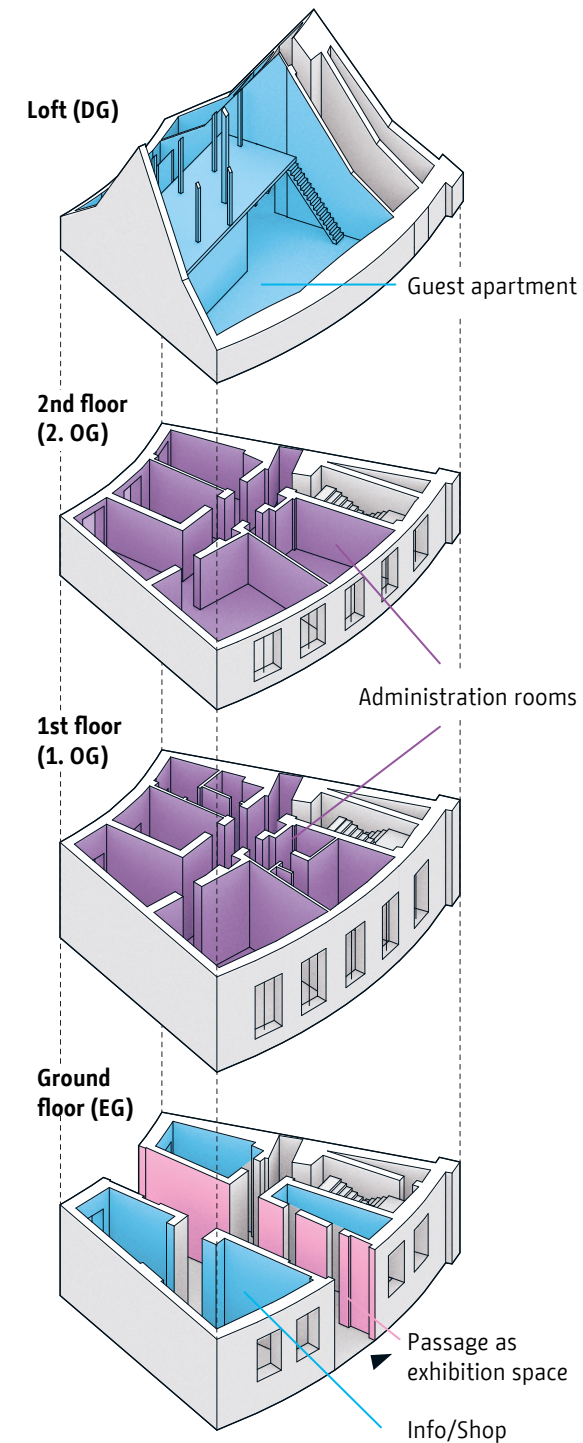 Loft (DG)
Guest apartment
2nd floor
(2. OG)
Administration rooms
1st floor
(1. OG)
Ground
floor (EG)
Passage as
exhibition space
Info/Shop